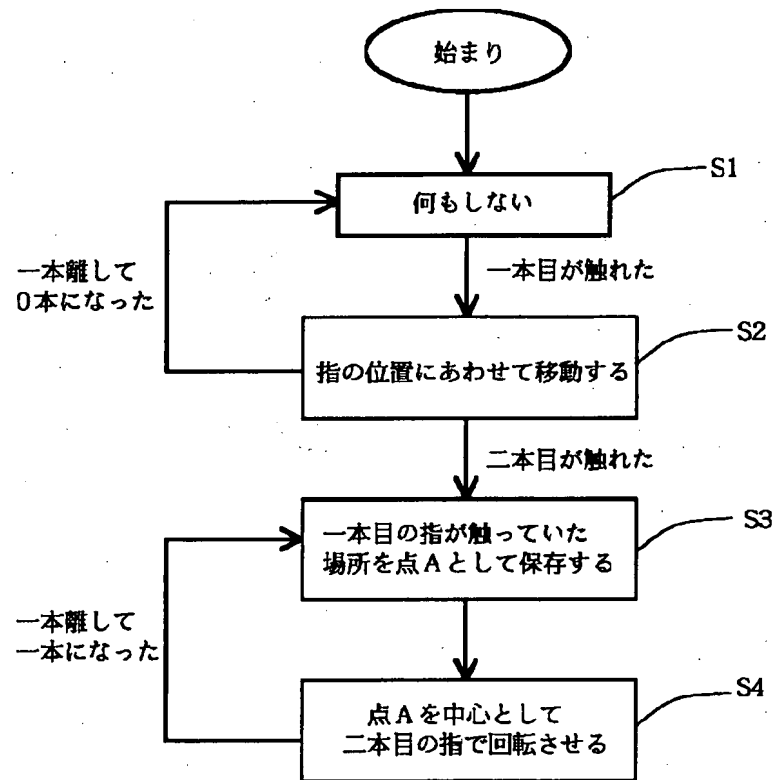 始まり
何もしない
S1
一本離して
0本になった
一本目が触れた
S2
指の位置にあわせて移動する
二本目が触れた
S3
一本目の指が触っていた
場所を点Aとして保存する
一本離して
一本になった
S4
点Aを中心として
二本目の指で回転させる